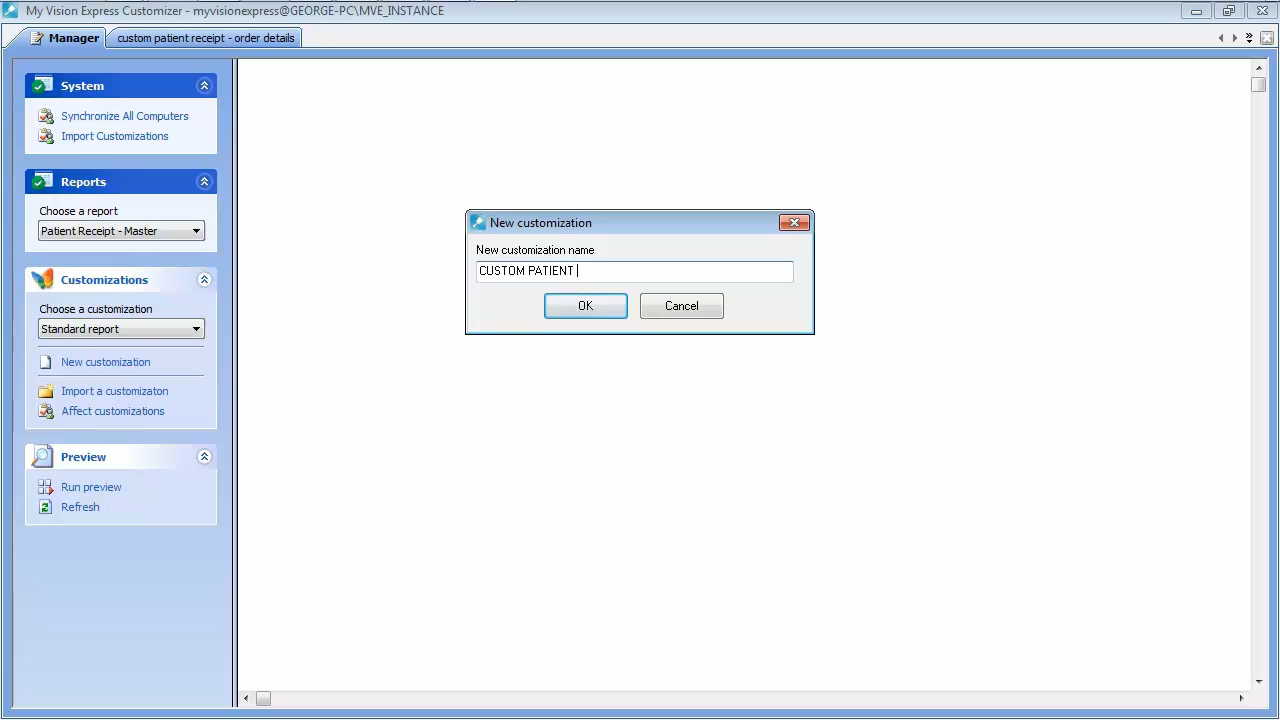 My Vision Express Customizer - myvisionexpress@GEORGE-PC\MVE_INSTANCE
Manager
custom patient receipt - order details
System
Synchronize All Computers
Import Customizations
Reports
Choose a report
Patient Receipt - Master
Customizations
Choose a customization
Standard report
New customization
Import a customizaton
Affect customizations
Preview
Run preview
Refresh
New customization
New customization name
CUSTOM PATIENT
OK
Cancel